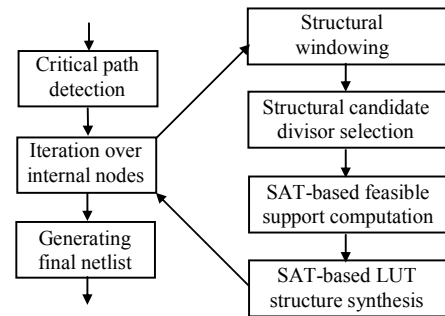 Critical path
detection
Iteration over
internal nodes
Generating
final netlist
Structural
windowing
Structural candidate
divisor selection
SAT-based feasible
support computation
SAT-based LUT
structure synthesis